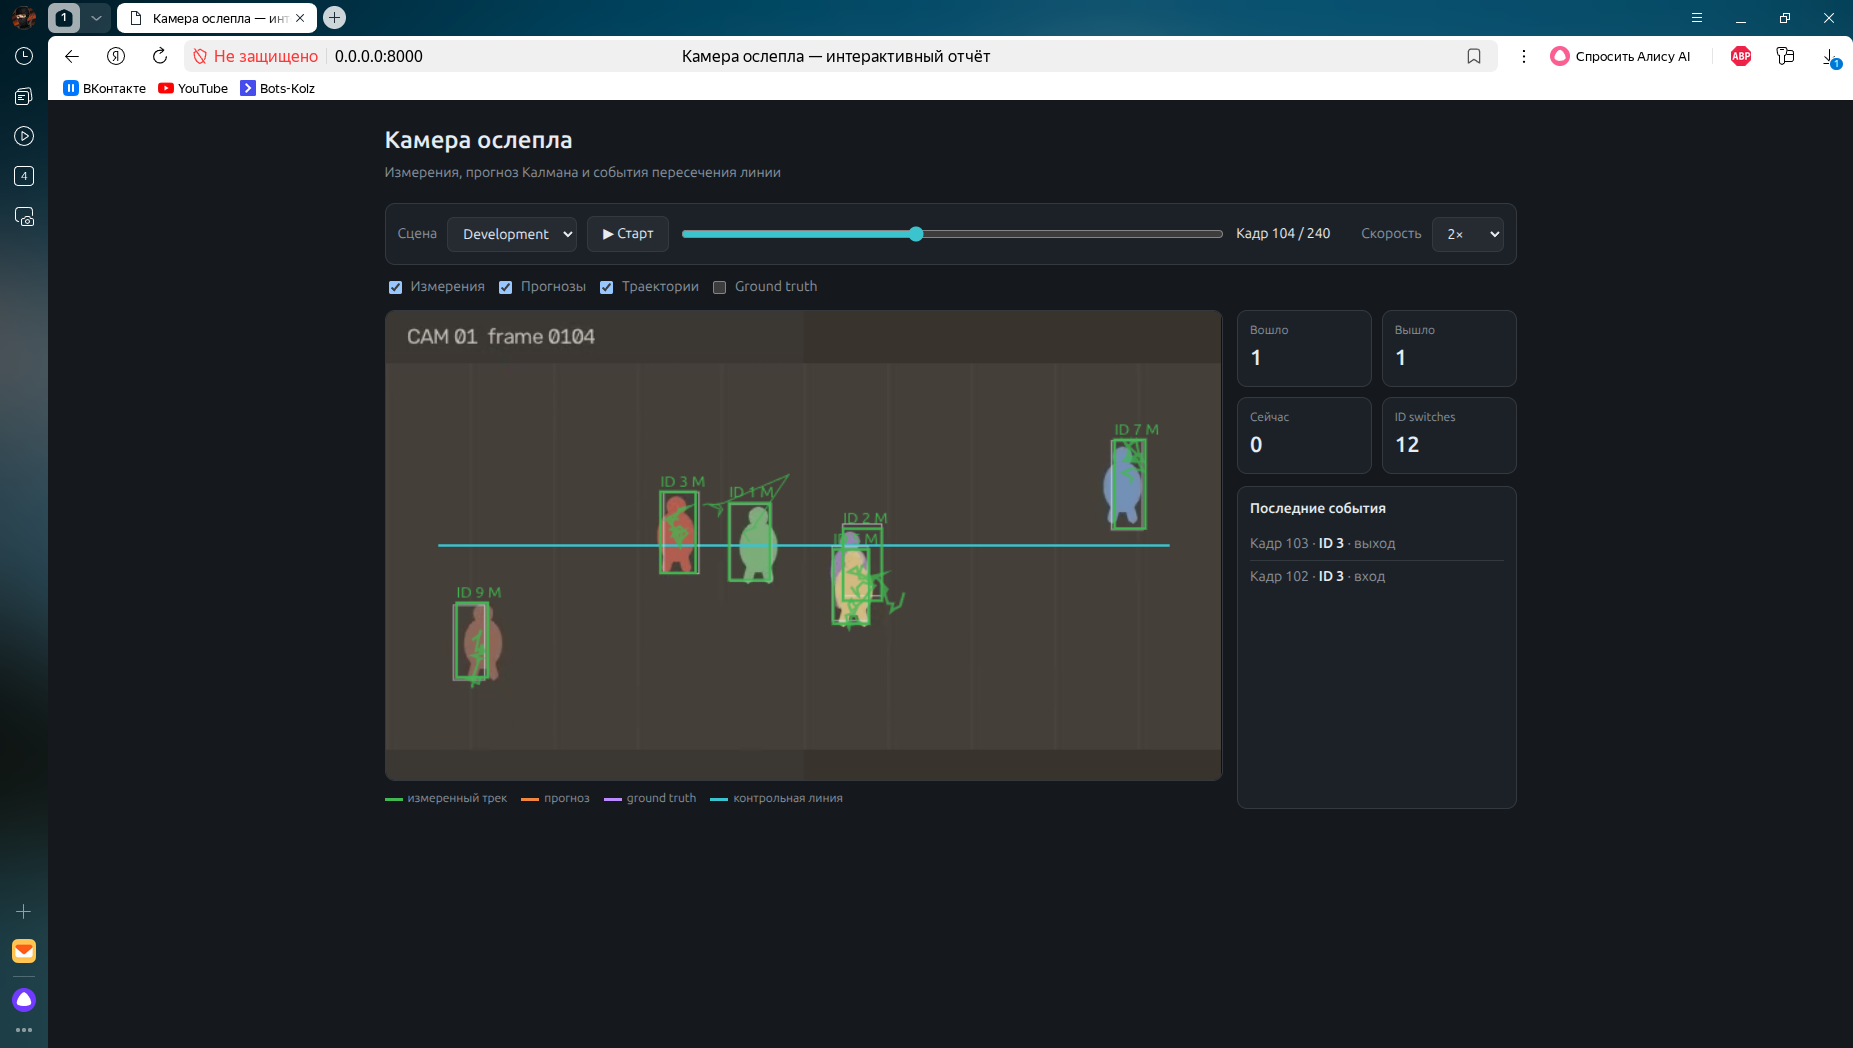 1
Камера ослепла — инт
Не защищено
0.0.0.0:8000
Камера ослепла — интерактивный отчёт
Спросить Алису AI
ABP
1
ВКонтакте
YouTube
Bots-Kolz
4
Камера ослепла
Измерения, прогноз Калмана и события пересечения линии
Сцена
Development
▶ Старт
Кадр 104 / 240
Скорость
2×
Измерения
Прогнозы
Траектории
Ground truth
CAM 01 frame 0104
ID 7 M
ID 3 M
ID 1 M
ID 2 M
ID 9 M
Вошло
1
Вышло
1
Сейчас
0
ID switches
12
Последние события
Кадр 103 · ID 3 · выход
Кадр 102 · ID 3 · вход
измеренный трек
прогноз
ground truth
контрольная линия